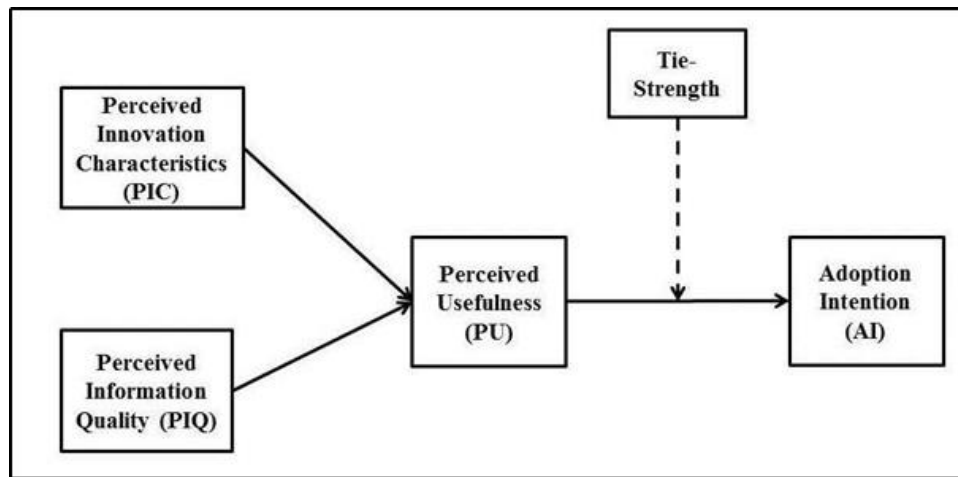 Tie-
Strength
Perceived
Innovation
Characteristics
(PIC)
Perceived
Usefulness
(PU)
Adoption
Intention
(AI)
Perceived
Information
Quality (PIQ)